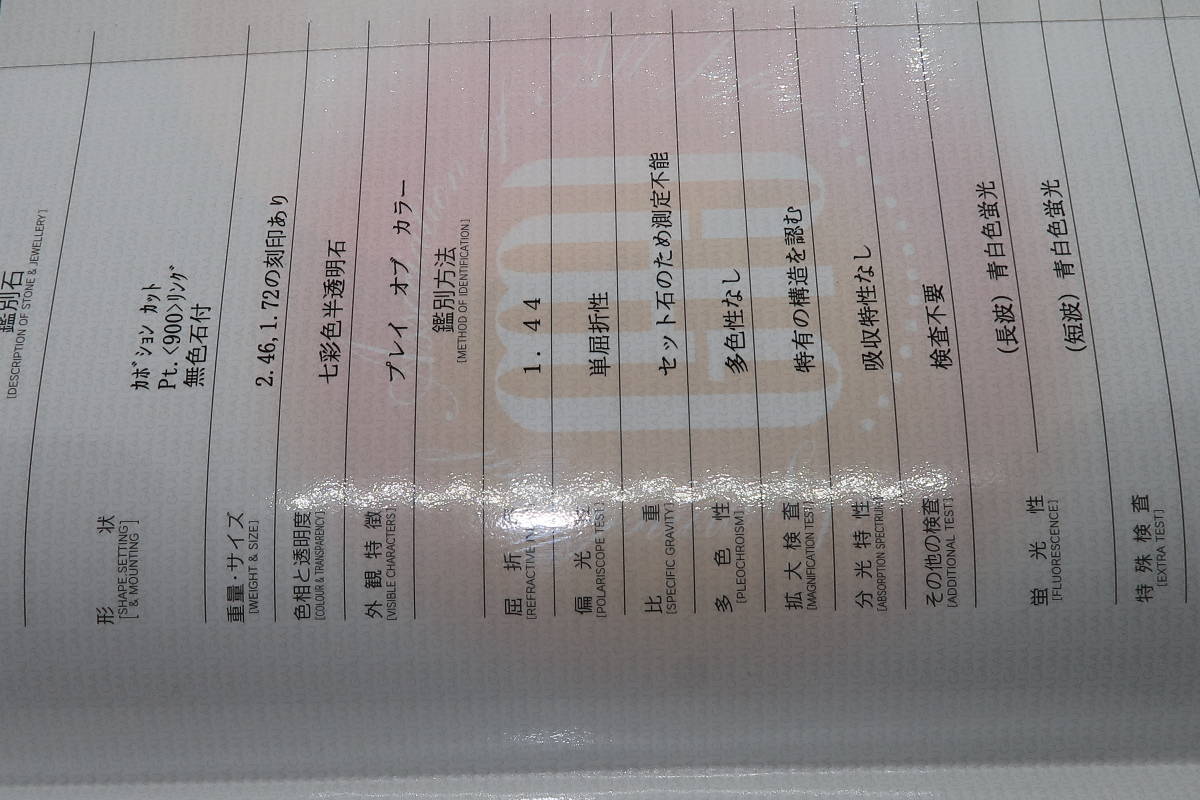 鑑別石
[DESCRIPTION OF STONE & JEWELLERY]
形 状
[SHAPE SETTING & MOUNTING]
カボション カット
Pt.<900>リング
無色石付
重量・サイズ
[WEIGHT & SIZE]
2.46,1.72の刻印あり
色相と透明度
[COLOUR & TRANSPARENCY]
七彩色半透明石
外観特徴
[VISIBLE CHARACTERS]
プレイ オブ カラー
鑑別方法
[METHOD OF IDENTIFICATION]
屈 折
[REFRACTIVE
1.44
偏 光
[POLARISCOPE TEST]
単屈折性
比 重
[SPECIFIC GRAVITY]
セット石のため測定不能
多 色 性
[PLEOCHROISM]
多色性なし
拡大検査
[MAGNIFICATION TEST]
特有の構造を認む
分光特性
[ABSORPTION SPECTRUM]
吸収特性なし
その他の検査
[ADDITIONAL TEST]
検査不要
蛍 光 性
[FLUORESCENCE]
(長波) 青白色蛍光
(短波) 青白色蛍光
特殊検査
[EXTRA TEST]